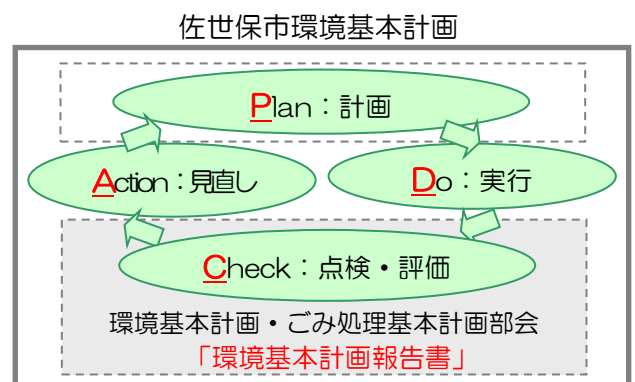 佐世保市環境基本計画
Plan：計画
Action：見直し
Do：実行
Check：点検・評価
環境基本計画・ごみ処理基本計画部会
「環境基本計画報告書」